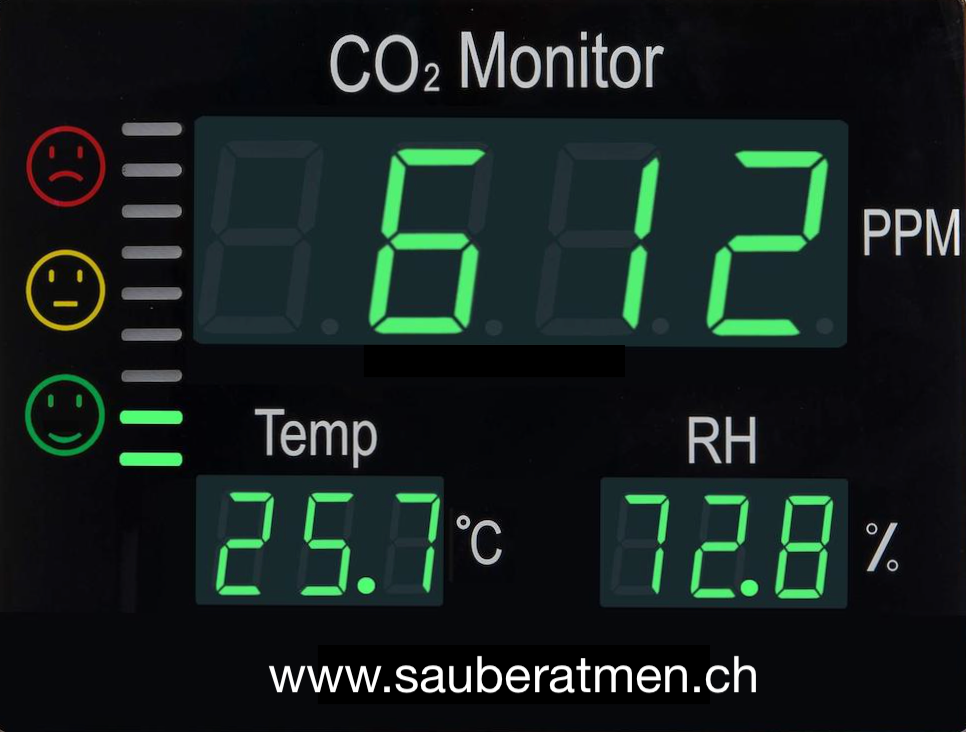 CO₂ Monitor
612 PPM
Temp
RH
25.7 °C
72.8 %
www.sauberatmen.ch